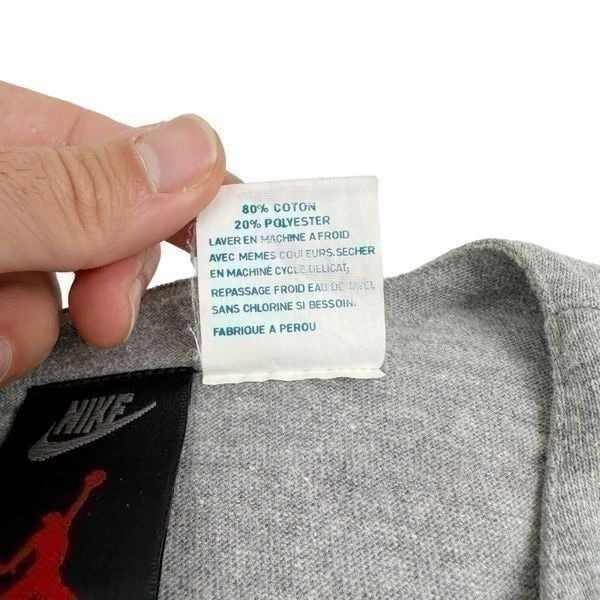 80% COTON
20% POLYESTER
LAVER EN MACHINE A FROID
AVEC MEMES COULEURS.SECHER
EN MACHINE CYCLE DELICAT;
REPASSAGE FROID EAU DE JAVEL
SANS CHLORINE SI BESSOIN.
FABRIQUE A PEROU
NIKE